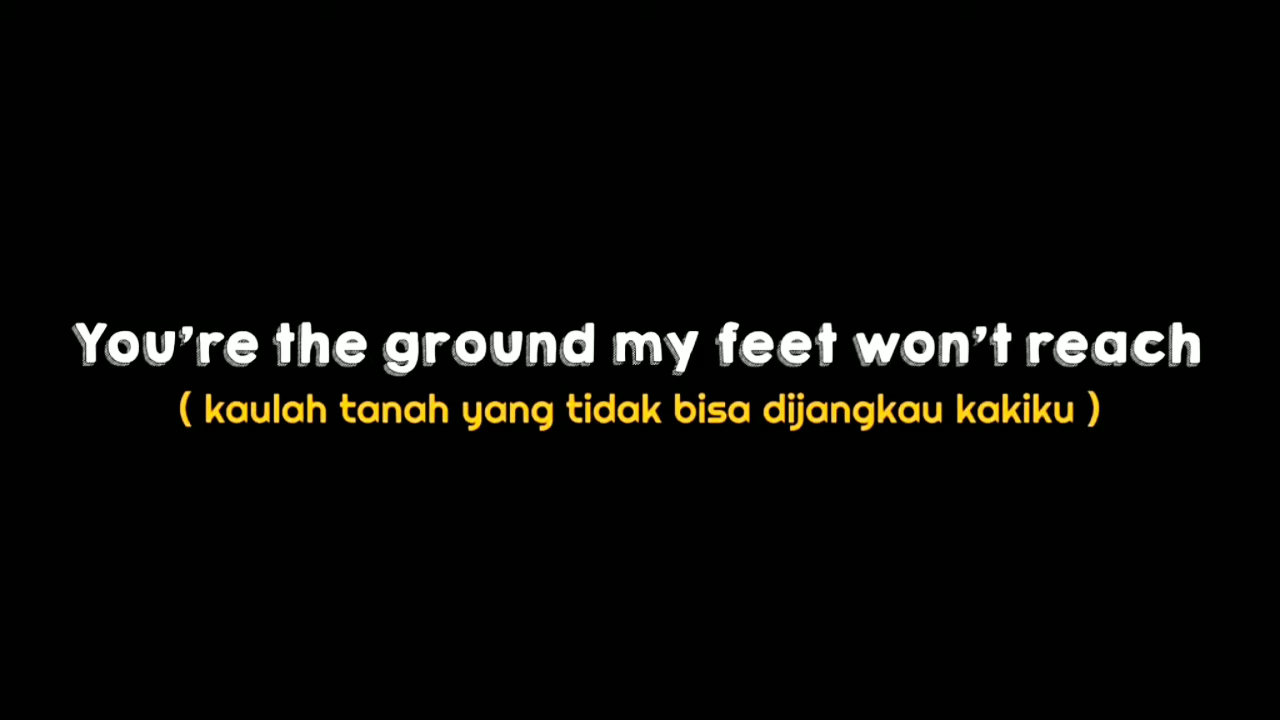 You're the ground my feet won't reach
( kaulah tanah yang tidak bisa dijangkau kakiku )